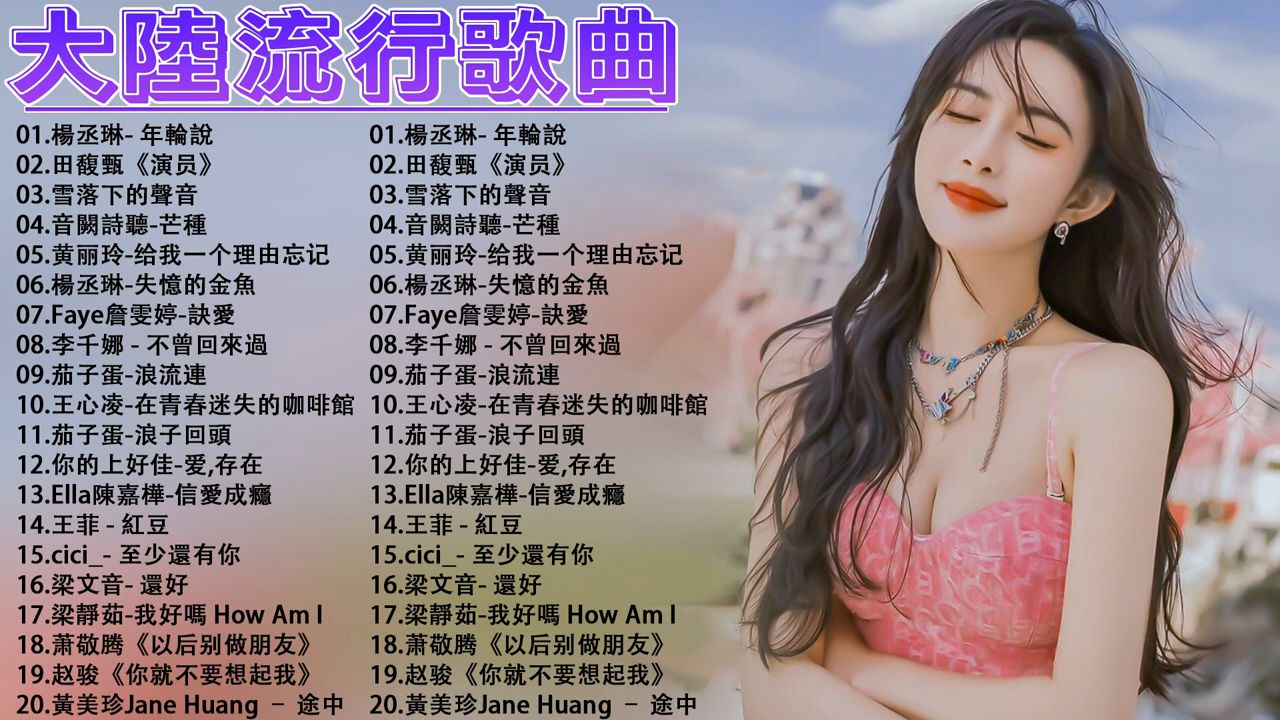 大陸流行歌曲
01.楊丞琳- 年輪說
02.田馥甄《演员》
03.雪落下的聲音
04.音闕詩聽-芒種
05.黄丽玲-给我一个理由忘记
06.楊丞琳-失憶的金魚
07.Faye詹雯婷-訣愛
08.李千娜 - 不曾回來過
09.茄子蛋-浪流連
10.王心凌-在青春迷失的咖啡館
11.茄子蛋-浪子回頭
12.你的上好佳-爱,存在
13.Ella陳嘉樺-信愛成癮
14.王菲 - 紅豆
15.cici_- 至少還有你
16.梁文音- 還好
17.梁靜茹-我好嗎 How Am I
18.萧敬腾《以后别做朋友》
19.赵骏《你就不要想起我》
20.黃美珍Jane Huang － 途中
01.楊丞琳- 年輪說
02.田馥甄《演员》
03.雪落下的聲音
04.音闕詩聽-芒種
05.黄丽玲-给我一个理由忘记
06.楊丞琳-失憶的金魚
07.Faye詹雯婷-訣愛
08.李千娜 - 不曾回來過
09.茄子蛋-浪流連
10.王心凌-在青春迷失的咖啡館
11.茄子蛋-浪子回頭
12.你的上好佳-爱,存在
13.Ella陳嘉樺-信愛成癮
14.王菲 - 紅豆
15.cici_- 至少還有你
16.梁文音- 還好
17.梁靜茹-我好嗎 How Am I
18.萧敬腾《以后别做朋友》
19.赵骏《你就不要想起我》
20.黃美珍Jane Huang － 途中